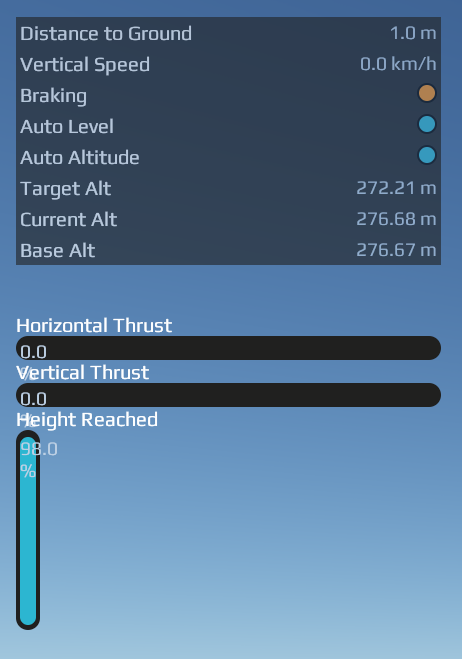 Distance to Ground 1.0 m
Vertical Speed 0.0 km/h
Braking
Auto Level
Auto Altitude
Target Alt 272.21 m
Current Alt 276.68 m
Base Alt 276.67 m
Horizontal Thrust
0.0
%
Vertical Thrust
0.0
%
Height Reached
98.0
%